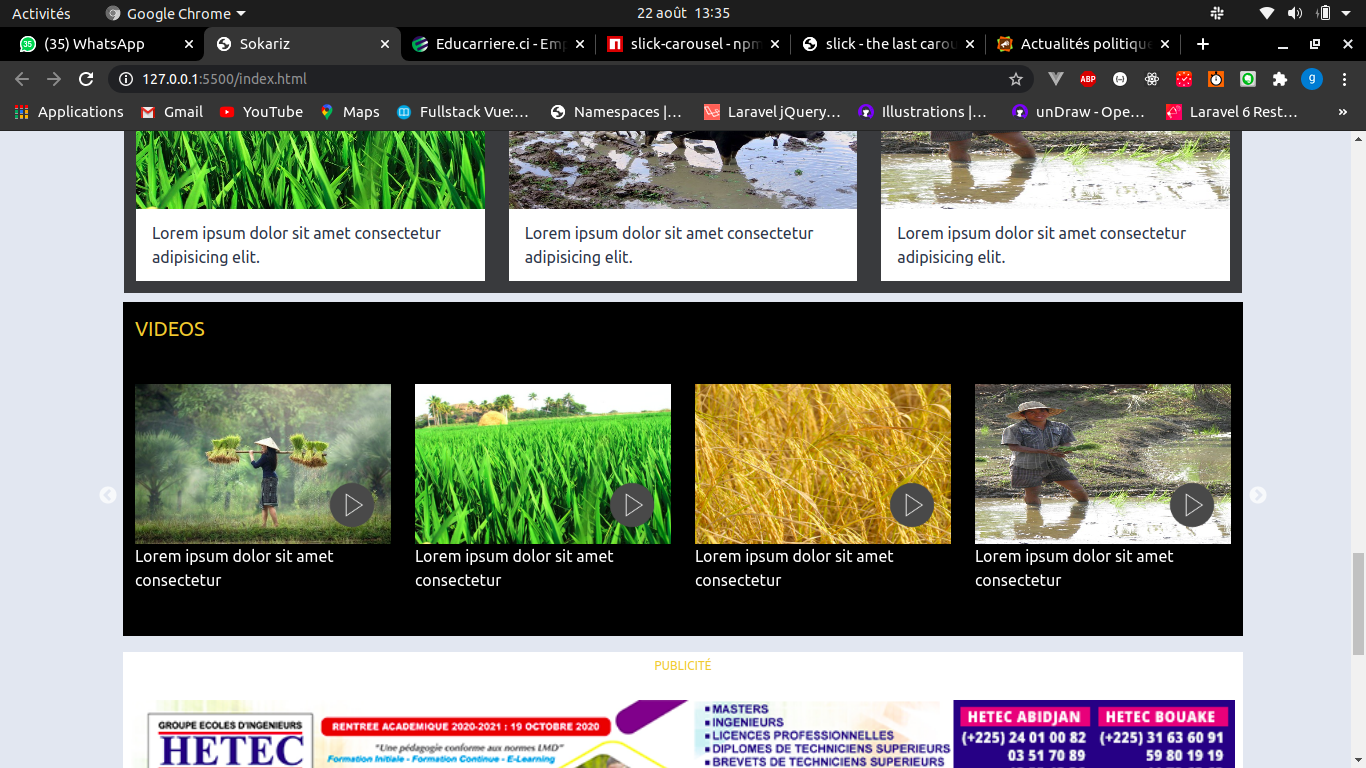 Activités
Google Chrome
22 août 13:35
(35) WhatsApp
Sokariz
Educarriere.ci - Emp
slick-carousel - npm
slick - the last carou
Actualités politique
127.0.0.1:5500/index.html
ABP
g
Applications
Gmail
YouTube
Maps
Fullstack Vue:…
Namespaces |…
Laravel jQuery…
Illustrations |…
unDraw - Ope…
Laravel 6 Rest…
»
Lorem ipsum dolor sit amet consectetur
adipisicing elit.
Lorem ipsum dolor sit amet consectetur
adipisicing elit.
Lorem ipsum dolor sit amet consectetur
adipisicing elit.
VIDEOS
Lorem ipsum dolor sit amet
consectetur
Lorem ipsum dolor sit amet
consectetur
Lorem ipsum dolor sit amet
consectetur
Lorem ipsum dolor sit amet
consectetur
PUBLICITÉ
GROUPE ECOLES D'INGENIEURS
HETEC
RENTREE ACADEMIQUE 2020-2021 : 19 OCTOBRE 2020
"Une pédagogie conforme aux normes LMD"
Formation Initiale - Formation Continue - E-Learning
MASTERS
INGENIEURS
LICENCES PROFESSIONNELLES
DIPLOMES DE TECHNICIENS SUPERIEURS
BREVETS DE TECHNICIENS SUPERIEURS
HETEC ABIDJAN
(+225) 24 01 00 82
03 51 70 89
HETEC BOUAKE
(+225) 31 63 60 91
59 80 19 19